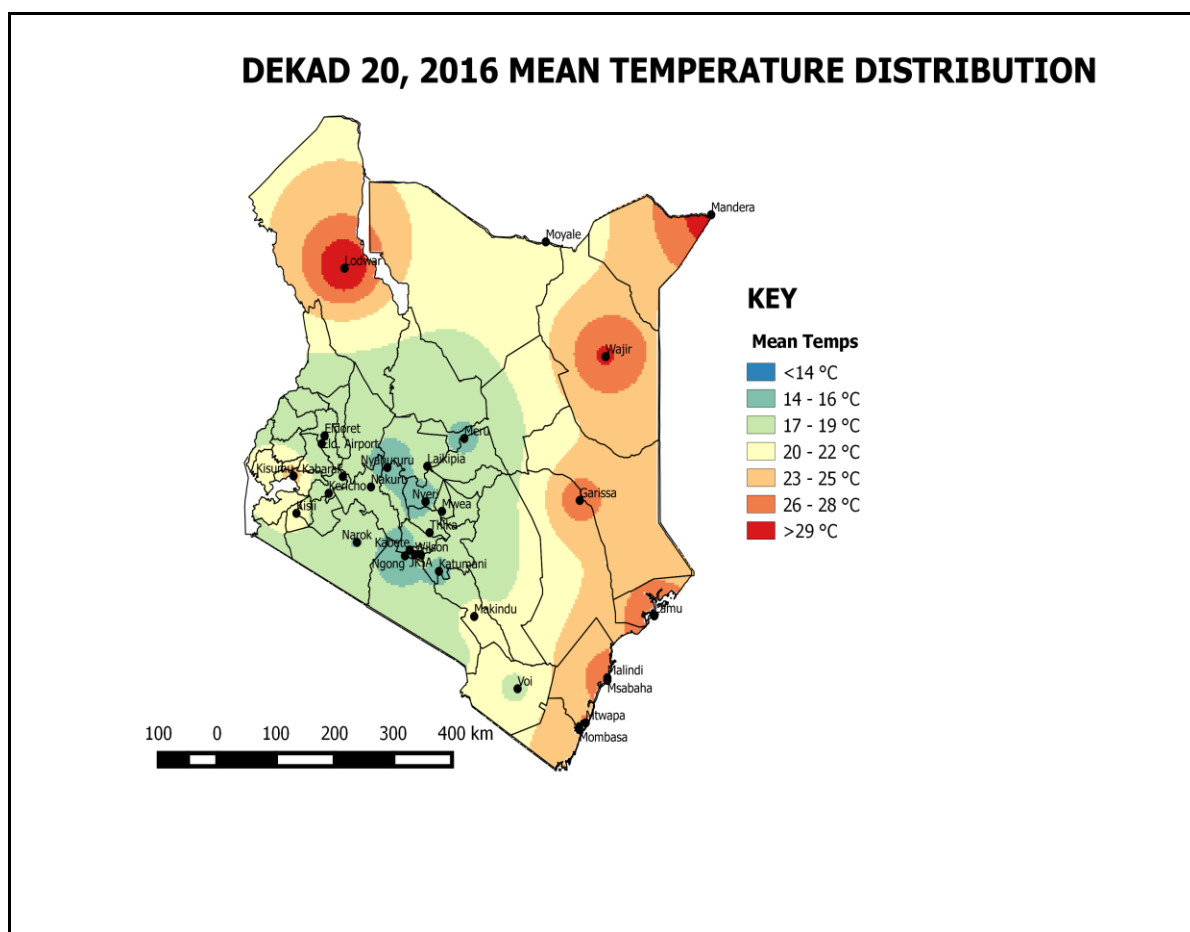 DEKAD 20, 2016 MEAN TEMPERATURE DISTRIBUTION
Mandera
Moyale
Lodwar
KEY
Mean Temps
<14 °C
14 - 16 °C
17 - 19 °C
20 - 22 °C
23 - 25 °C
26 - 28 °C
>29 °C
Wajir
Eldoret
Meru
Eld. Airport
Nyahururu
Laikipia
Kisumu
Kabarak
Kericho
Nakuru
Nyeri
Garissa
Mwea
Kisii
Thika
Narok
Kabete
Wilson
Ngong
JKIA
Katumani
Makindu
Lamu
Voi
Malindi
Msabaha
Mtwapa
Mombasa
100 0 100 200 300 400 km